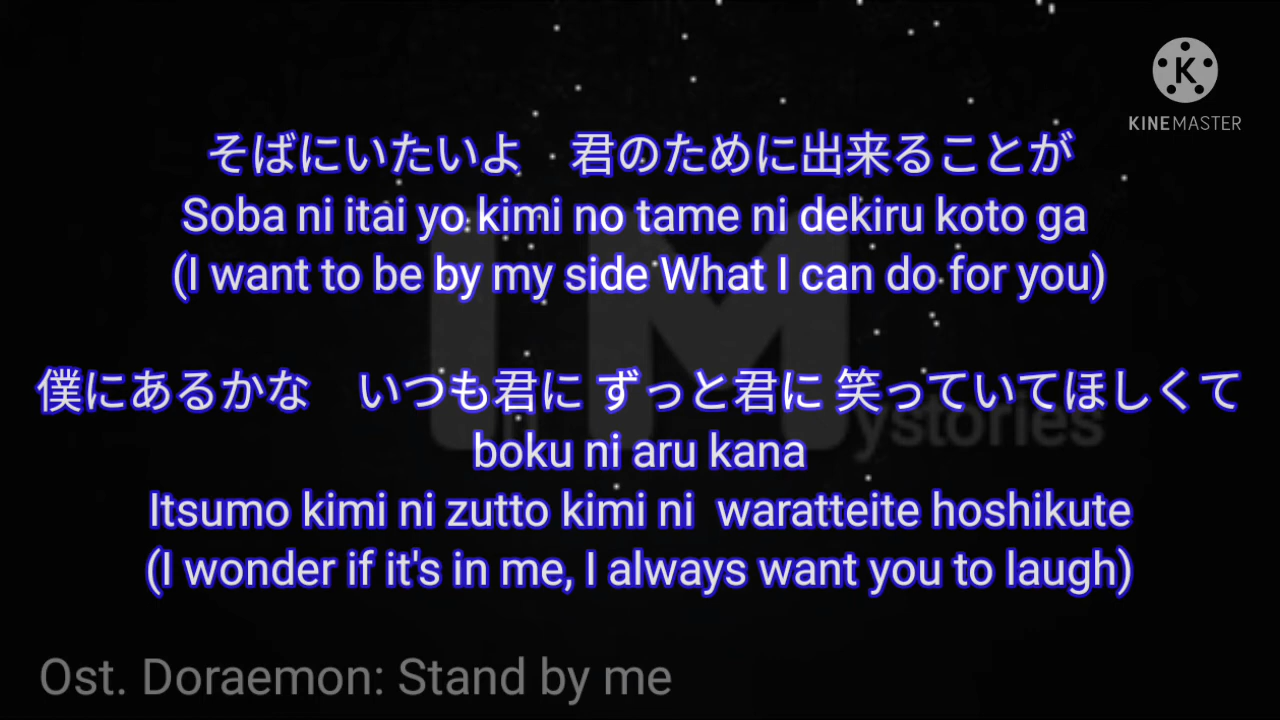 K
KINEMASTER
そばにいたいよ　君のために出来ることが
Soba ni itai yo kimi no tame ni dekiru koto ga
(I want to be by my side What I can do for you)
僕にあるかな　いつも君に ずっと君に 笑っていてほしくて
boku ni aru kana
Itsumo kimi ni zutto kimi ni  waratteite hoshikute
(I wonder if it's in me, I always want you to laugh)
I M
ystories
Ost. Doraemon: Stand by me